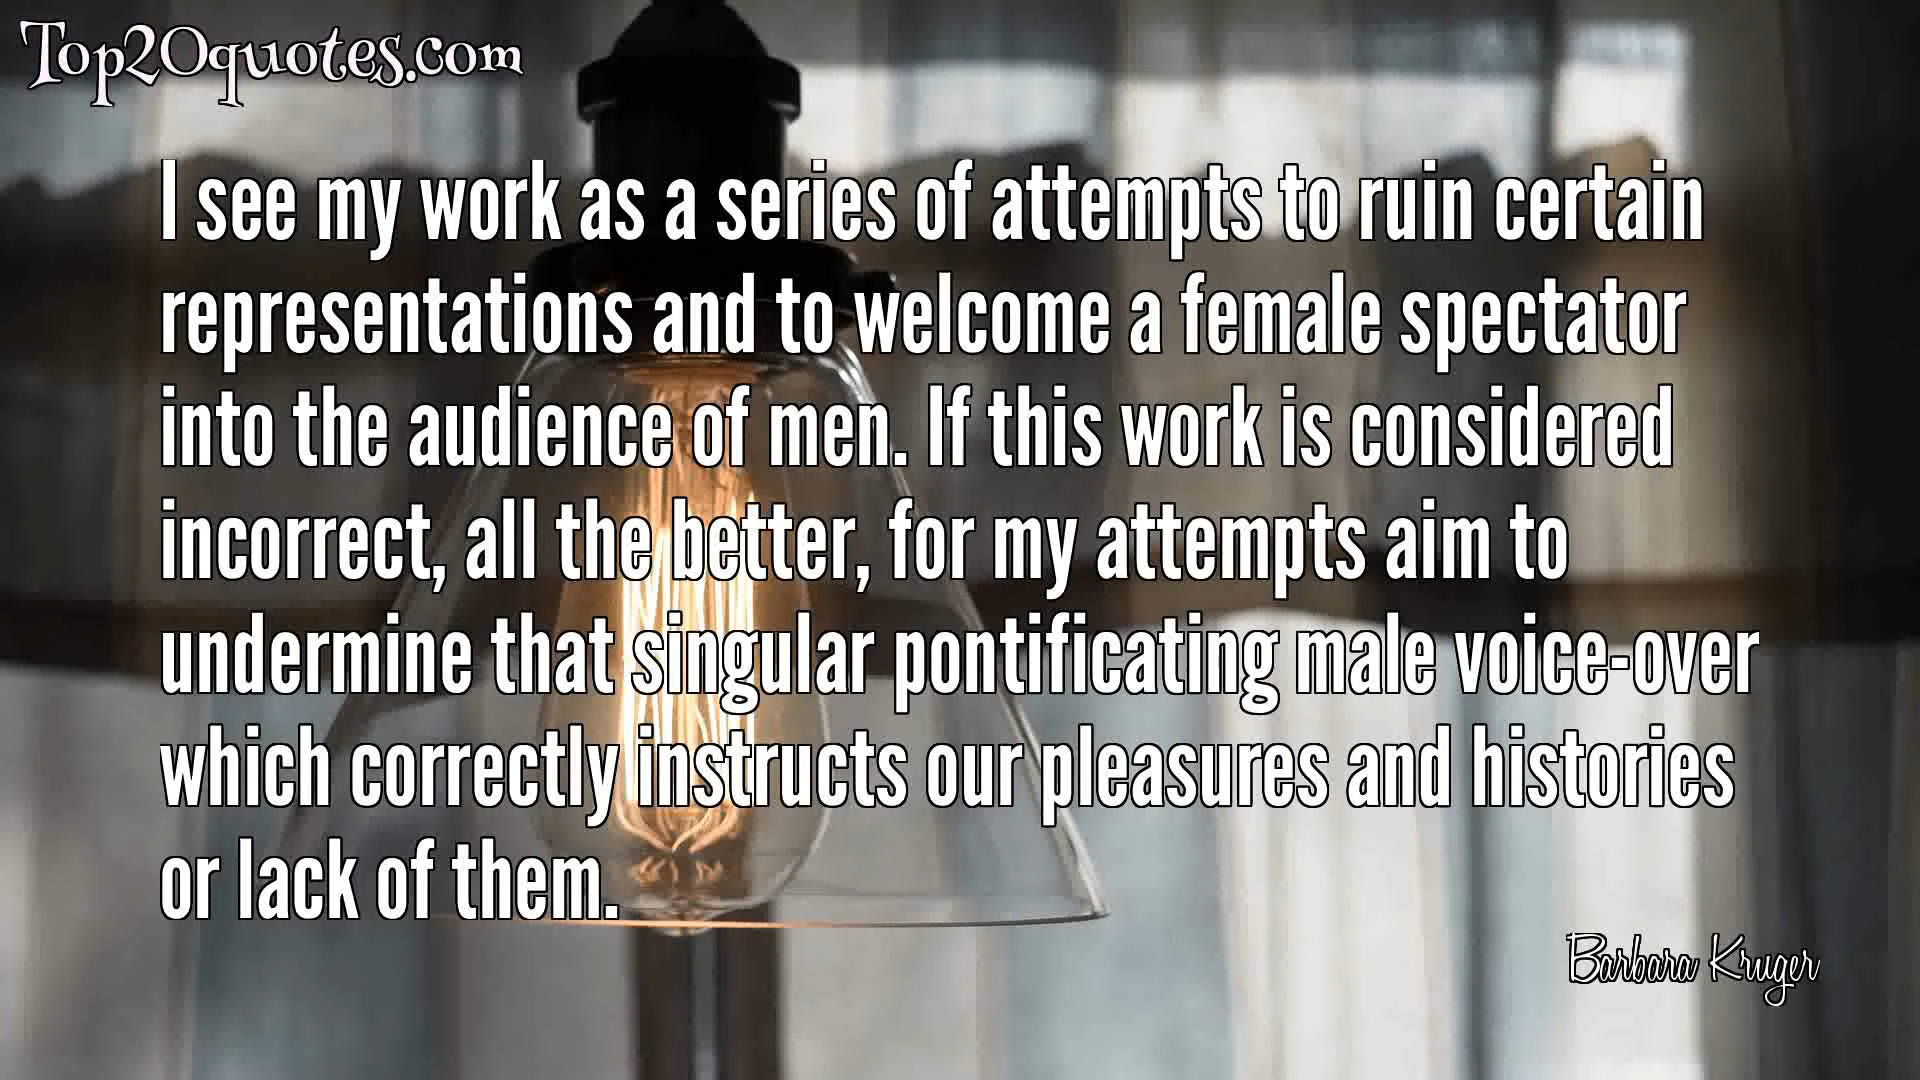 Top20quotes.com
I see my work as a series of attempts to ruin certain
representations and to welcome a female spectator
into the audience of men. If this work is considered
incorrect, all the better, for my attempts aim to
undermine that singular pontificating male voice-over
which correctly instructs our pleasures and histories
or lack of them.
Barbara Kruger